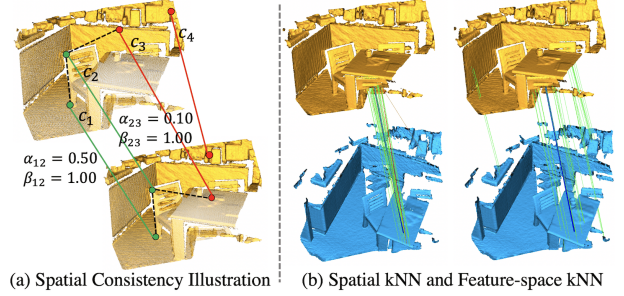 c₄
c₃
c₂
c₁
α₂₃ = 0.10
β₂₃ = 1.00
α₁₂ = 0.50
β₁₂ = 1.00
(a) Spatial Consistency Illustration
(b) Spatial kNN and Feature-space kNN